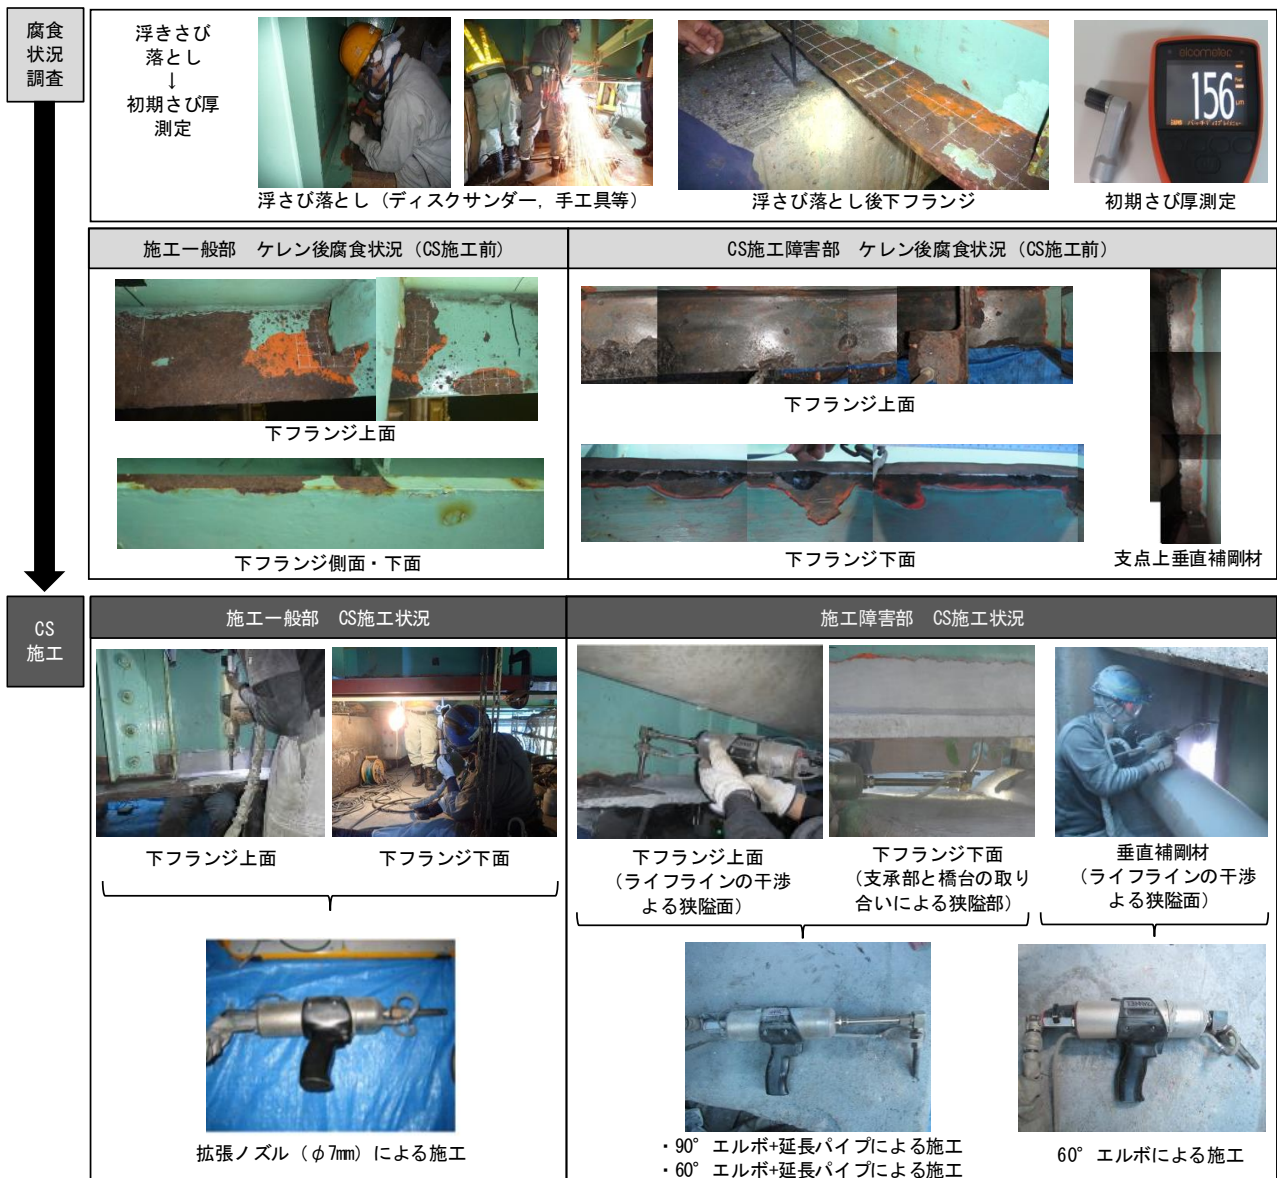 腐食
状況
調査
浮きさび
落とし
↓
初期さび厚
測定
elcometer
156
μm
浮さび落とし（ディスクサンダー，手工具等）
浮さび落とし後下フランジ
初期さび厚測定
施工一般部 ケレン後腐食状況（CS施工前）
CS施工障害部 ケレン後腐食状況（CS施工前）
下フランジ上面
下フランジ側面・下面
下フランジ上面
下フランジ下面
支点上垂直補剛材
CS
施工
施工一般部 CS施工状況
施工障害部 CS施工状況
下フランジ上面
下フランジ下面
下フランジ上面
（ライフラインの干渉
よる狭隘面）
下フランジ下面
（支承部と橋台の取り
合いによる狭隘部）
垂直補剛材
（ライフラインの干渉
よる狭隘面）
拡張ノズル（φ7mm）による施工
・90°エルボ+延長パイプによる施工
・60°エルボ+延長パイプによる施工
60°エルボによる施工